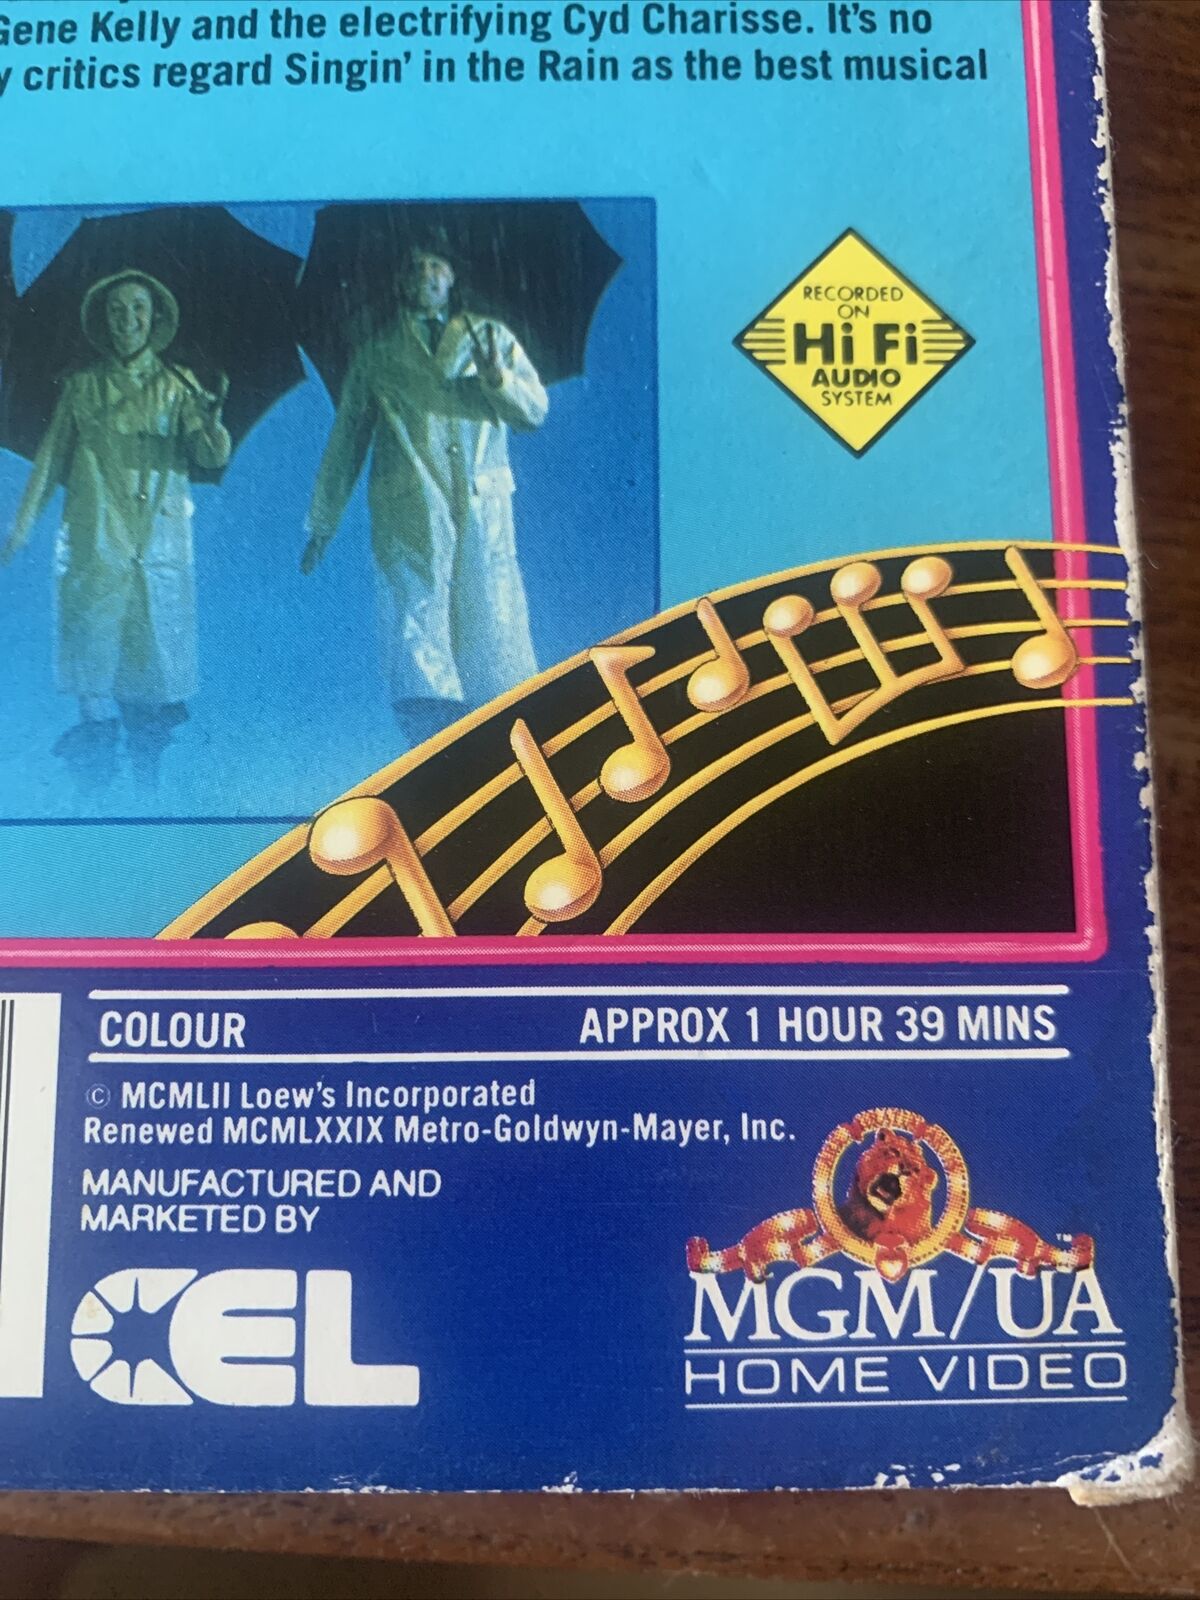 Gene Kelly and the electrifying Cyd Charisse. It's no
critics regard Singin' in the Rain as the best musical
RECORDED
ON
Hi Fi
AUDIO
SYSTEM
COLOUR APPROX 1 HOUR 39 MINS
© MCMLII Loew's Incorporated
Renewed MCMLXXIX Metro-Goldwyn-Mayer, Inc.
MANUFACTURED AND
MARKETED BY
CEL
™
MGM/UA
HOME VIDEO